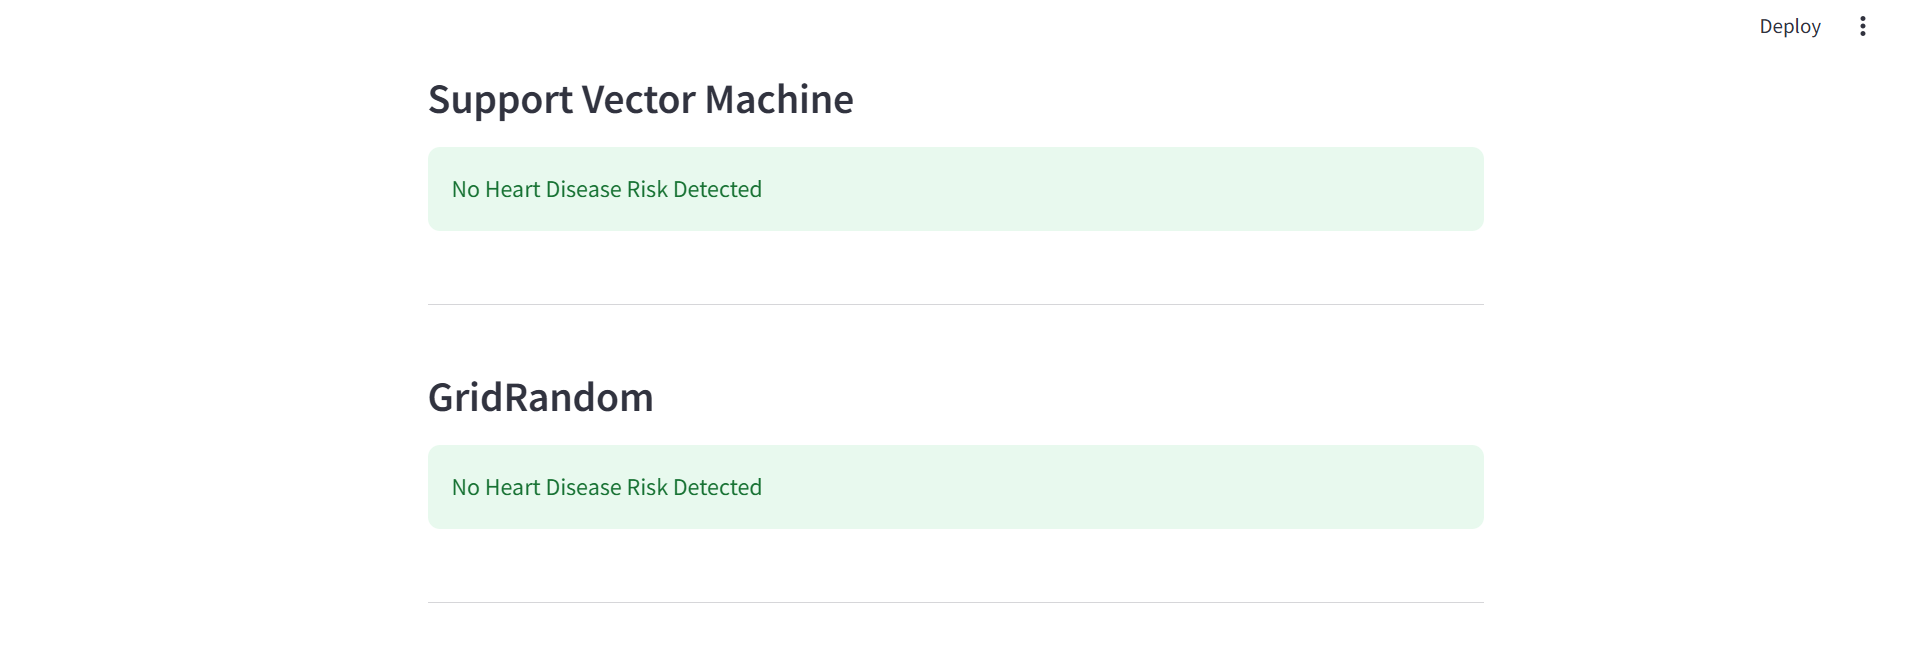 Deploy
Support Vector Machine
No Heart Disease Risk Detected
GridRandom
No Heart Disease Risk Detected